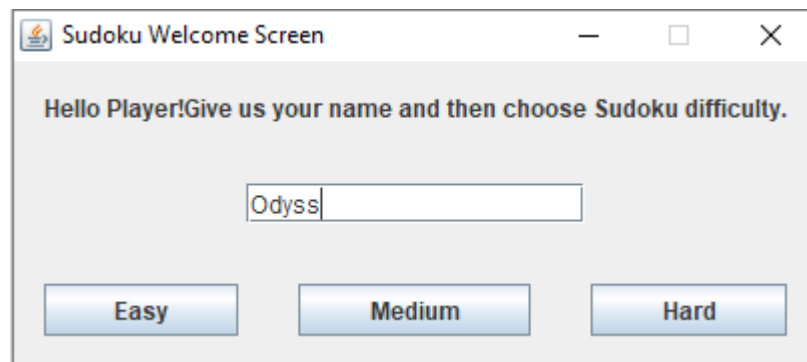 Sudoku Welcome Screen
Hello Player!Give us your name and then choose Sudoku difficulty.
Odyss
Easy Medium Hard